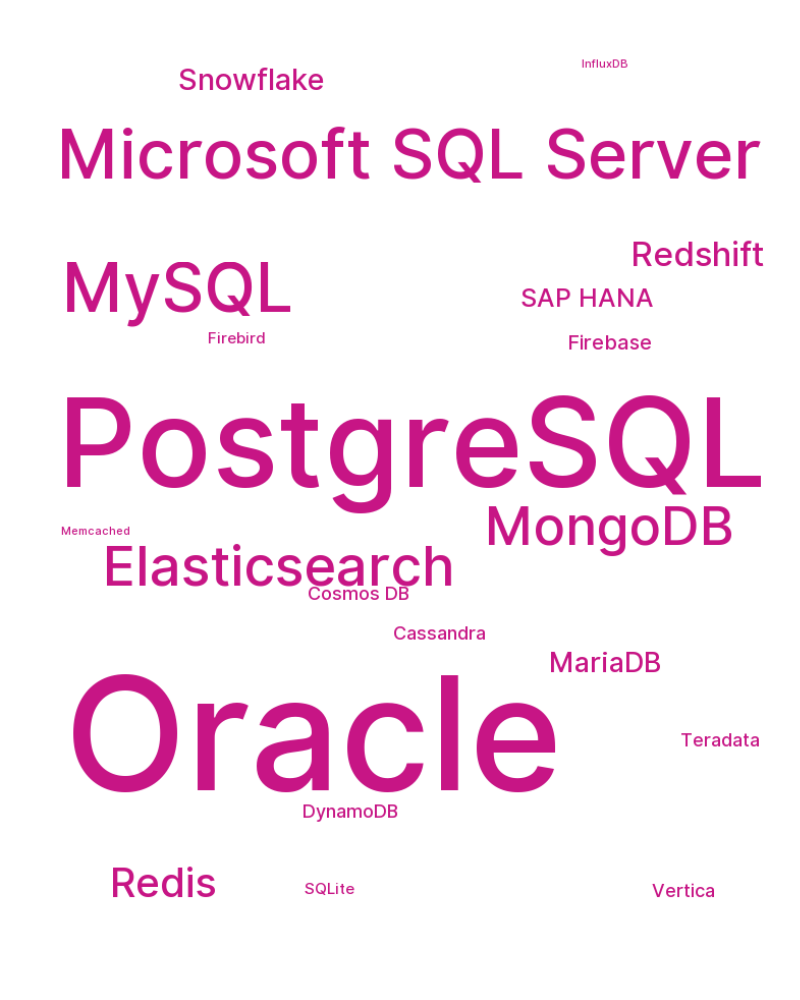 InfluxDB
Snowflake
Microsoft SQL Server
Redshift
MySQL
SAP HANA
Firebird
Firebase
PostgreSQL
MongoDB
Memcached
Elasticsearch
Cosmos DB
Cassandra
MariaDB
Oracle
Teradata
DynamoDB
Redis
SQLite
Vertica